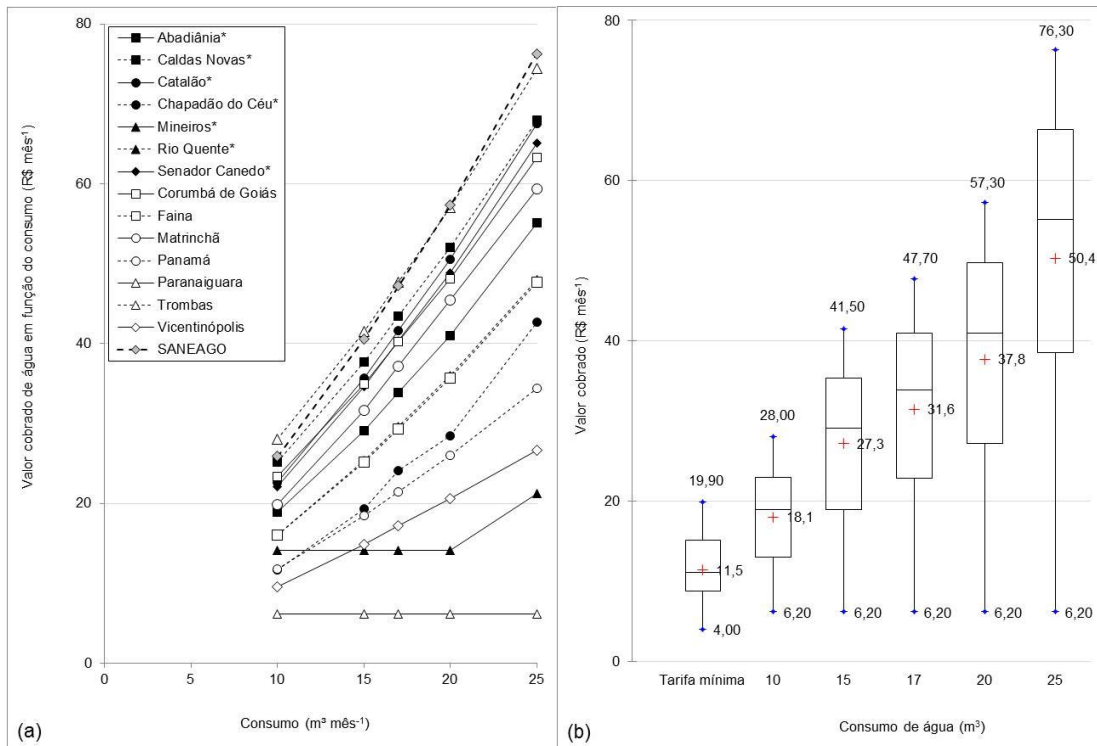 Valor cobrado de água em função do consumo (R$ mês⁻¹)
80
60
40
20
0
Abadiânia*
Caldas Novas*
Catalão*
Chapadão do Céu*
Mineiros*
Rio Quente*
Senador Canedo*
Corumbá de Goiás
Faina
Matrinchã
Panamá
Paranaiguara
Trombas
Vicentinópolis
SANEAGO
0 5 10 15 20 25
Consumo (m³ mês⁻¹)
(a)
Valor cobrado (R$ mês⁻¹)
80
60
40
20
0
76,30
57,30
47,70
41,50
28,00
19,90
50,4
37,8
31,6
27,3
18,1
11,5
4,00
6,20
6,20
6,20
6,20
6,20
Tarifa mínima 10 15 17 20 25
Consumo de água (m³)
(b)